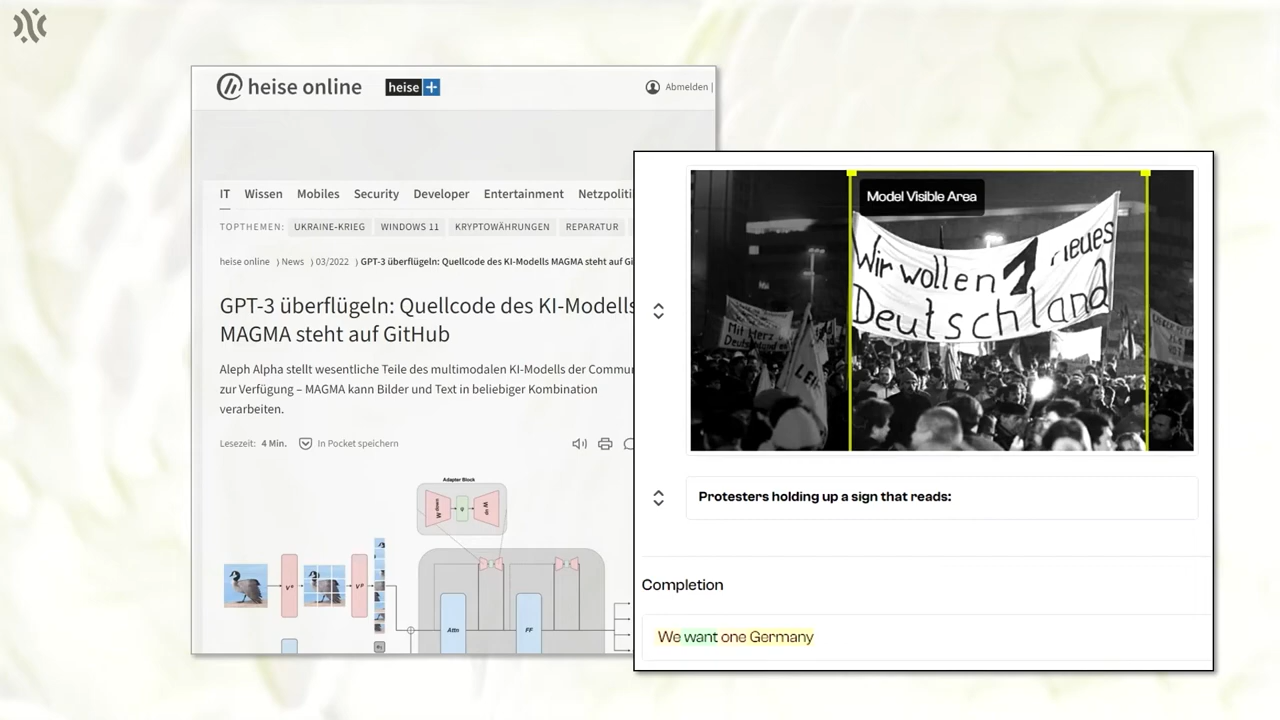 heise online heise+ Abmelden |
IT Wissen Mobiles Security Developer Entertainment Netzpoliti
TOPTHEMEN: UKRAINE-KRIEG WINDOWS 11 KRYPTOWÄHRUNGEN REPARATUR
heise online 〉News 〉03/2022 〉GPT-3 überflügeln: Quellcode des KI-Modells MAGMA steht auf Gi
GPT-3 überflügeln: Quellcode des KI-Modells
MAGMA steht auf GitHub
Aleph Alpha stellt wesentliche Teile des multimodalen KI-Modells der Commun
zur Verfügung – MAGMA kann Bilder und Text in beliebiger Kombination
verarbeiten.
Lesezeit: 4 Min. In Pocket speichern
Adapter Block
Attn FF
Model Visible Area
Wir wollen 1 neues
Deutschland
Mit Herz
Protesters holding up a sign that reads:
Completion
We want one Germany